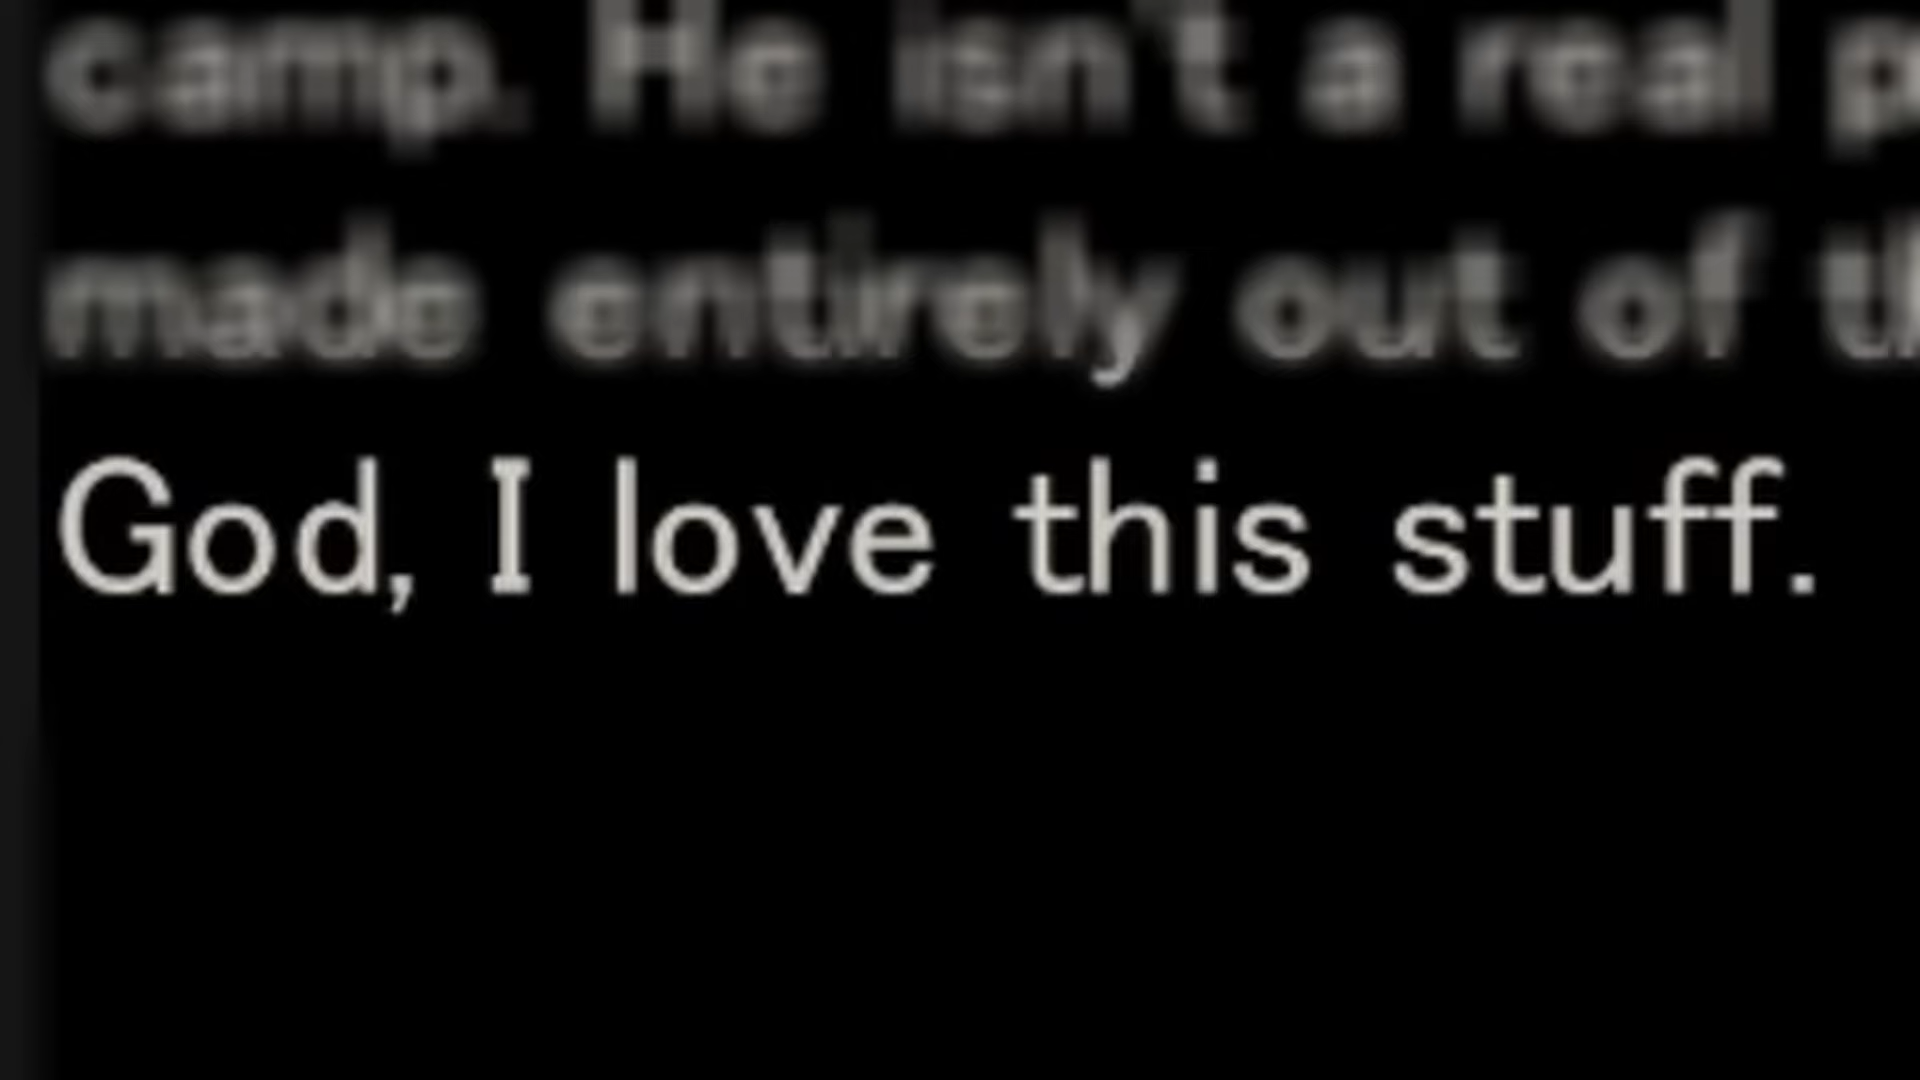 camp. He isn't a real
made entirely out of
God, I love this stuff.